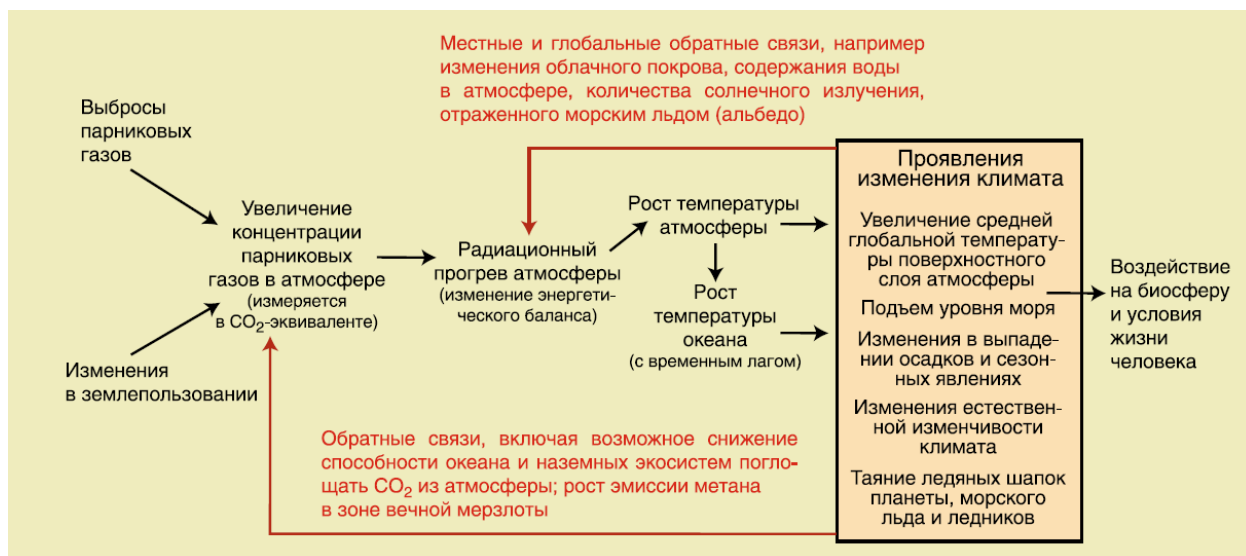 Местные и глобальные обратные связи, например
изменения облачного покрова, содержания воды
в атмосфере, количества солнечного излучения,
отраженного морским льдом (альбедо)
Выбросы
парниковых
газов
Увеличение
концентрации
парниковых
газов в атмосфере
(измеряется
в CO₂-эквиваленте)
Изменения
в землепользовании
Радиационный
прогрев атмосферы
(изменение энергети-
ческого баланса)
Рост температуры
атмосферы
Рост
температуры
океана
(с временным лагом)
Проявления
изменения климата
Увеличение средней
глобальной температу-
ры поверхностного
слоя атмосферы
Подъем уровня моря
Изменения в выпаде-
нии осадков и сезон-
ных явлениях
Изменения естествен-
ной изменчивости
климата
Таяние ледяных шапок
планеты, морского
льда и ледников
Воздействие
на биосферу
и условия
жизни
человека
Обратные связи, включая возможное снижение
способности океана и наземных экосистем погло-
щать CO₂ из атмосферы; рост эмиссии метана
в зоне вечной мерзлоты